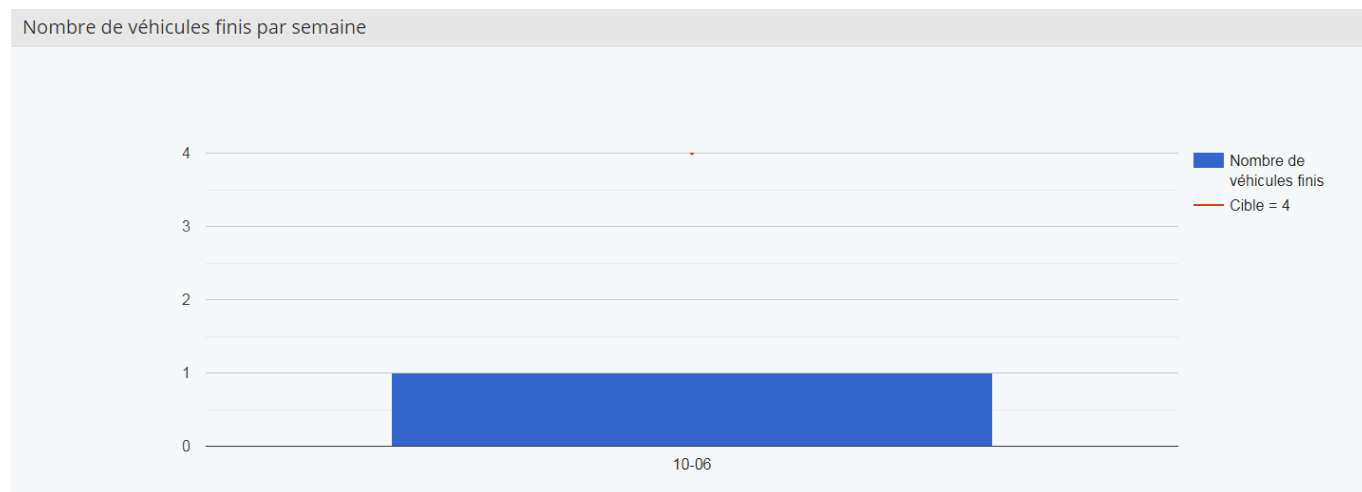 Nombre de véhicules finis par semaine
4
3
2
1
0
10-06
Nombre de
véhicules finis
Cible = 4